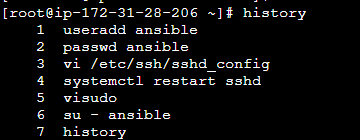 [root@ip-172-31-28-206 ~]# history
1 useradd ansible
2 passwd ansible
3 vi /etc/ssh/sshd_config
4 systemctl restart sshd
5 visudo
6 su - ansible
7 history